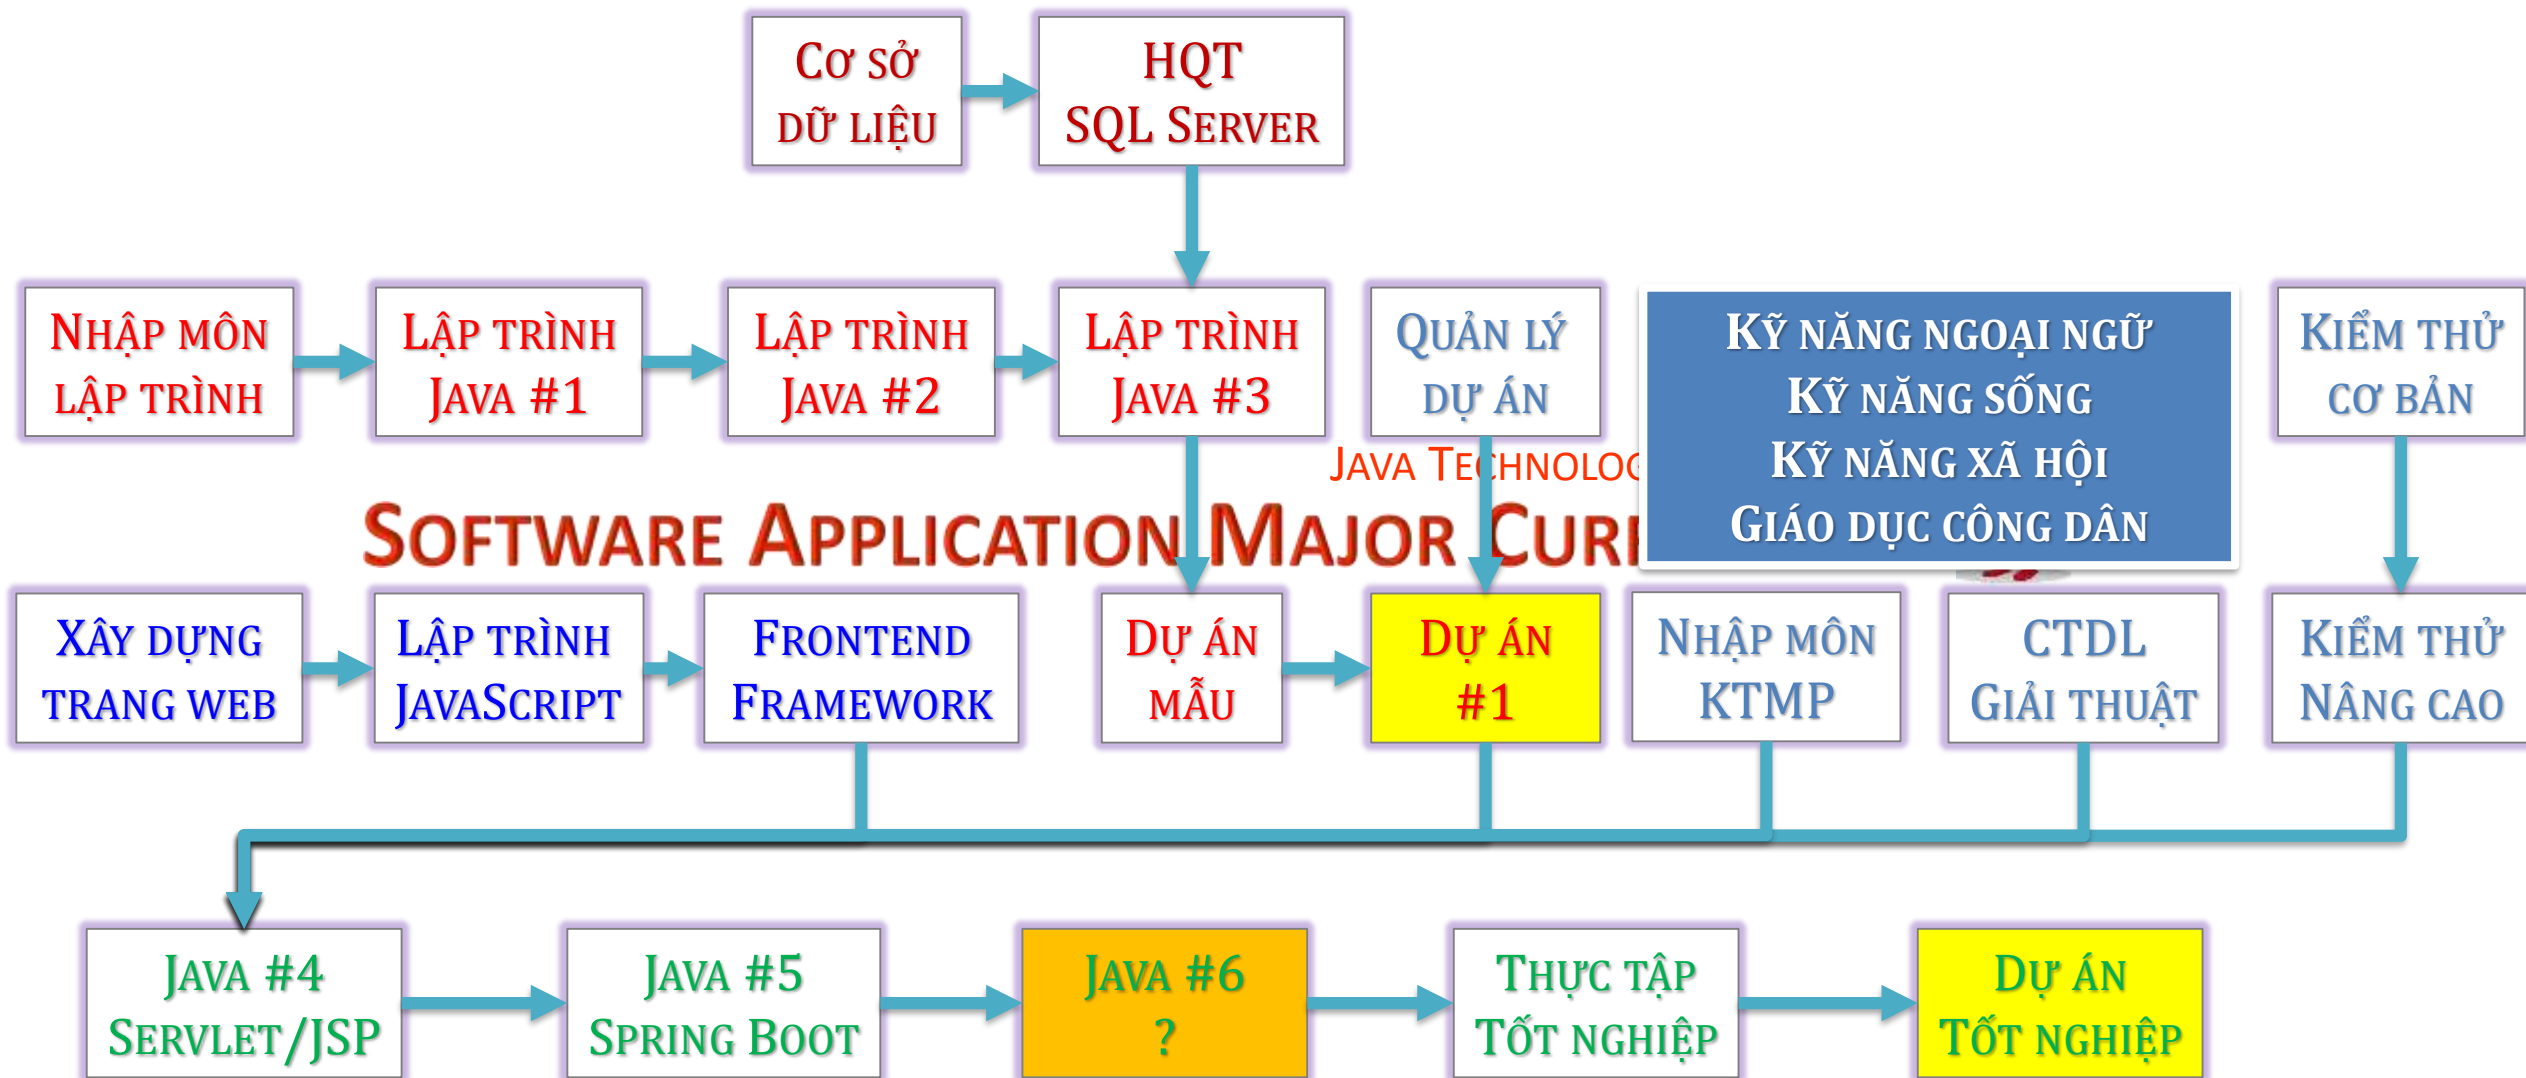 Cơ sở
dữ liệu
HQT
SQL Server
Nhập môn
lập trình
Lập trình
Java #1
Lập trình
Java #2
Lập trình
Java #3
Quản lý
dự án
Kỹ năng ngoại ngữ
Kỹ năng sống
Kỹ năng xã hội
Giáo dục công dân
Kiểm thử
cơ bản
Java
Software Application Major
Xây dựng
trang web
Lập trình
JavaScript
Frontend
Framework
Dự án
mẫu
Dự án
#1
Nhập môn
KTMP
CTDL
Giải thuật
Kiểm thử
Nâng cao
Java #4
Servlet/JSP
Java #5
Spring Boot
Java #6
?
Thực tập
Tốt nghiệp
Dự án
Tốt nghiệp